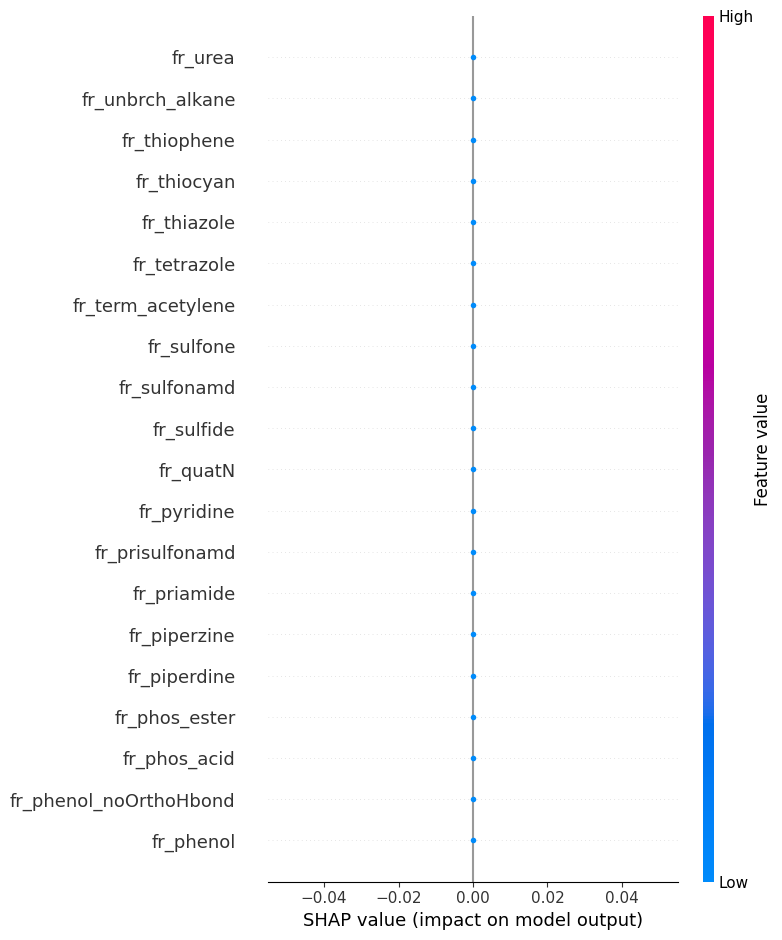 High
fr_urea
fr_unbrch_alkane
fr_thiophene
fr_thiocyan
fr_thiazole
fr_tetrazole
fr_term_acetylene
fr_sulfone
fr_sulfonamd
fr_sulfide
fr_quatN
fr_pyridine
fr_prisulfonamd
fr_priamide
fr_piperzine
fr_piperdine
fr_phos_ester
fr_phos_acid
fr_phenol_noOrthoHbond
fr_phenol
Feature value
Low
−0.04 −0.02 0.00 0.02 0.04
SHAP value (impact on model output)